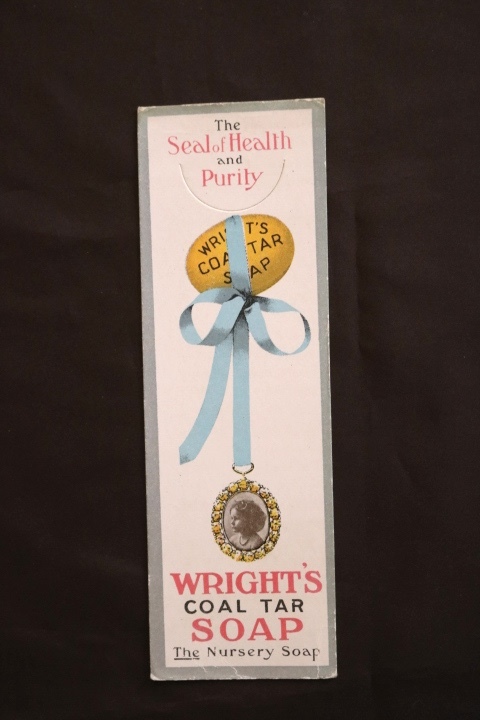 The
Seal of Health
and
Purity
WRIGHT'S
COAL TAR
SOAP
WRIGHT'S
COAL TAR
SOAP
The Nursery Soap